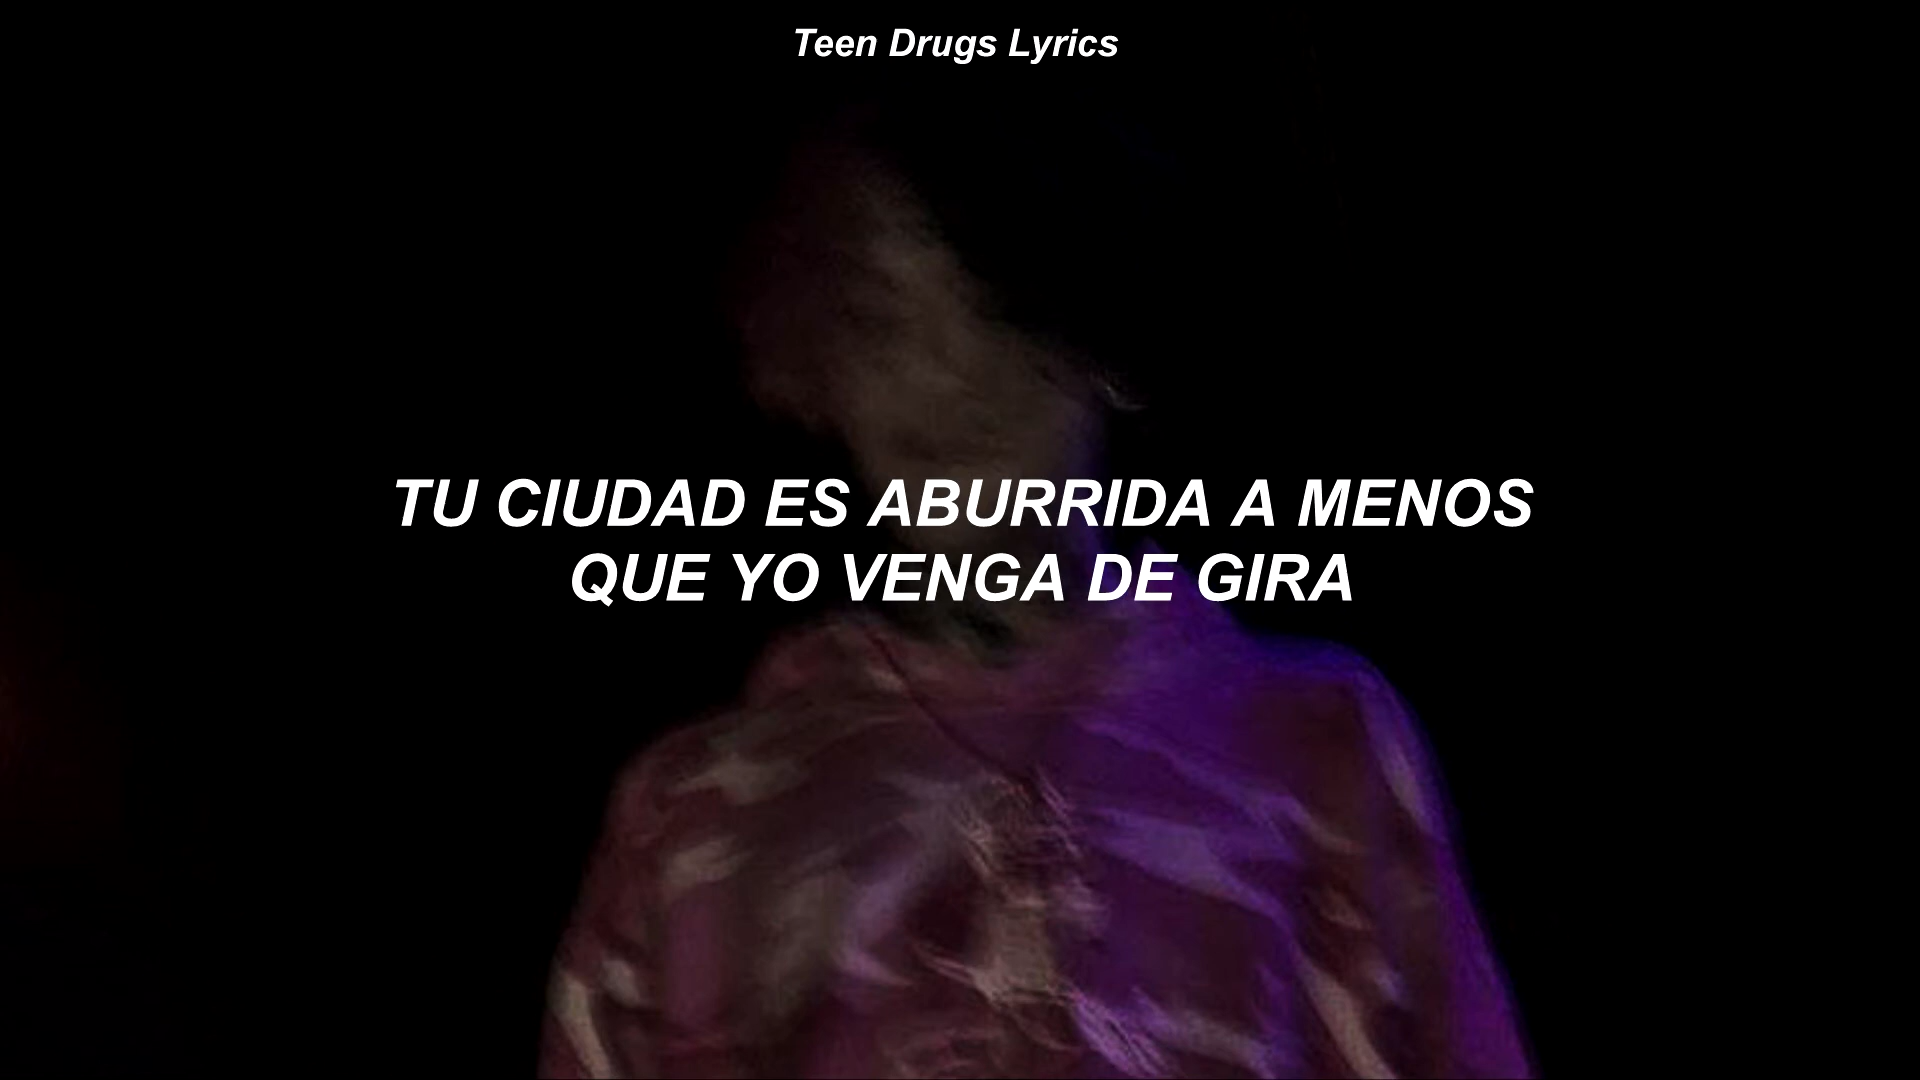 Teen Drugs Lyrics
TU CIUDAD ES ABURRIDA A MENOS
QUE YO VENGA DE GIRA